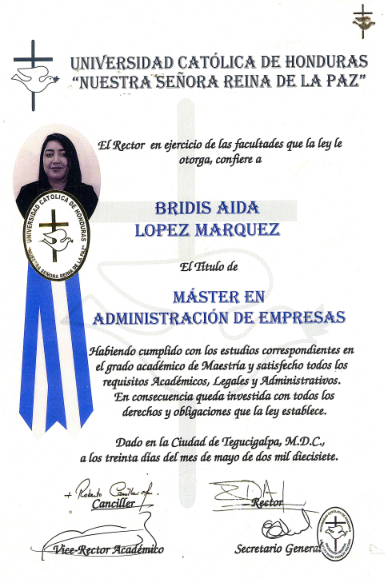 UNIVERSIDAD CATÓLICA DE HONDURAS
“NUESTRA SEÑORA REINA DE LA PAZ”
El Rector en ejercicio de las facultades que la ley le
otorga, confiere a
UNIVERSIDAD CATÓLICA DE HONDURAS
"NUESTRA SEÑORA REINA DE LA PAZ"
BRIDIS AIDA
LOPEZ MARQUEZ
El Título de
MÁSTER EN
ADMINISTRACIÓN DE EMPRESAS
Habiendo cumplido con los estudios correspondientes en
el grado académico de Maestría y satisfecho todos los
requisitos Académicos, Legales y Administrativos.
En consecuencia queda investida con todos los
derechos y obligaciones que la ley establece.
Dado en la Ciudad de Tegucigalpa, M.D.C.,
a los treinta días del mes de mayo de dos mil diecisiete.
Canciller
Rector
Vice-Rector Académico
Secretario General